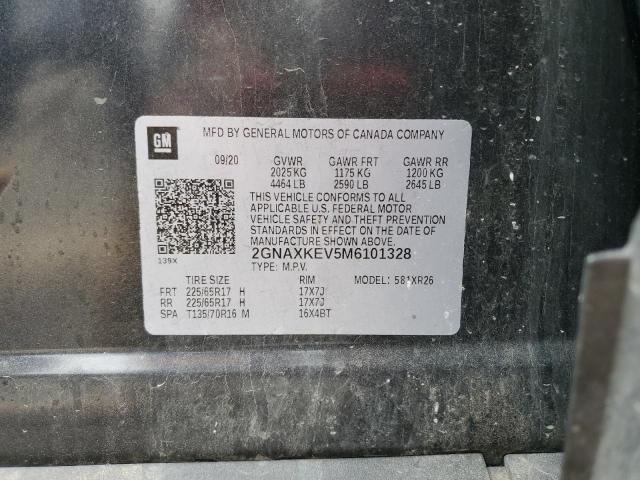 GM
MFD BY GENERAL MOTORS OF CANADA COMPANY
09/20 GVWR GAWR FRT GAWR RR
2025 KG 1175 KG 1200 KG
4464 LB 2590 LB 2645 LB
THIS VEHICLE CONFORMS TO ALL
APPLICABLE U.S. FEDERAL MOTOR
VEHICLE SAFETY AND THEFT PREVENTION
STANDARDS IN EFFECT ON THE DATE OF
MANUFACTURE SHOWN ABOVE.
139X
2GNAXKEV5M6101328
TYPE: M.P.V.
TIRE SIZE RIM MODEL: 581XR26
FRT 225/65R17 H 17X7J
RR 225/65R17 H 17X7J
SPA T135/70R16 M 16X4BT